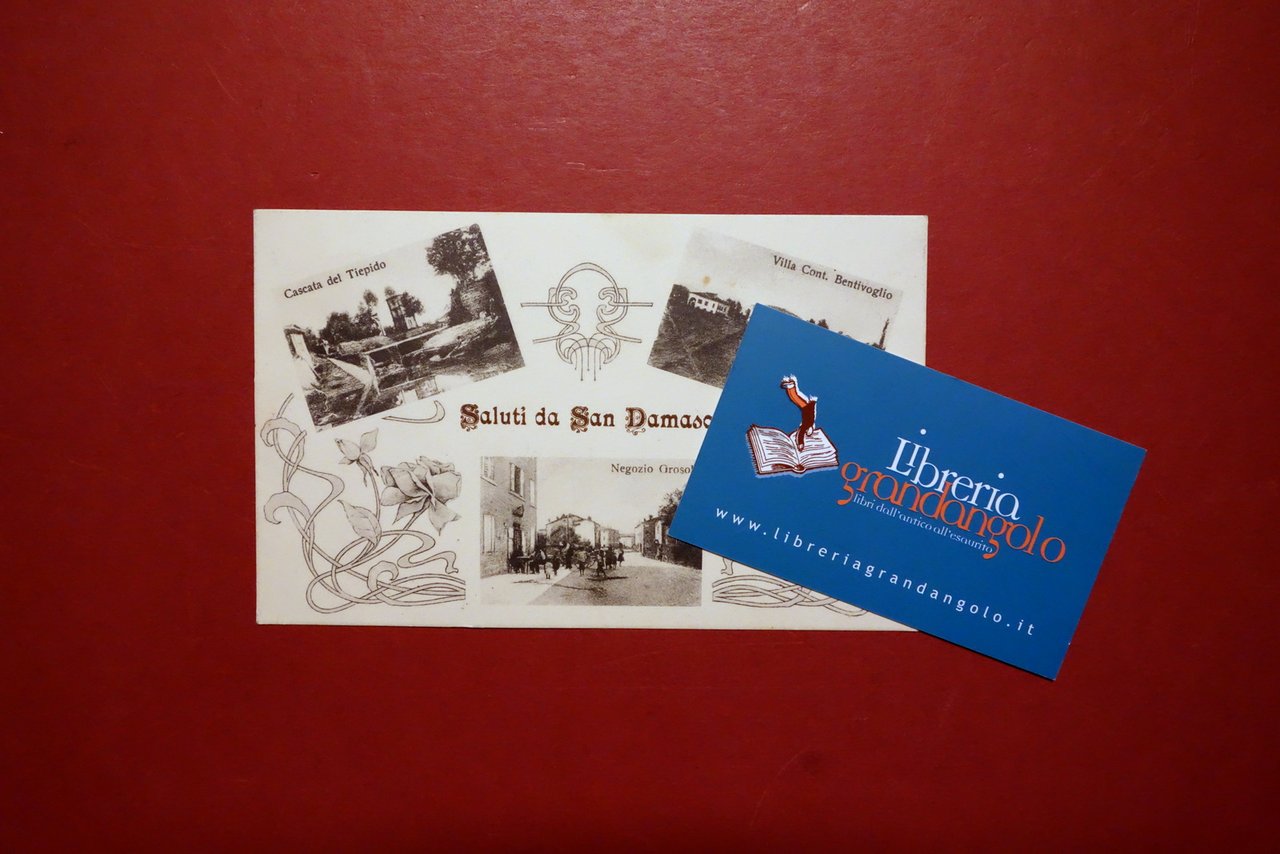 Cascata del Tiepido
Villa Cont. Bentivoglio
Saluti da San Damaso
Negozio Grosol
Libreria
grandangolo
libri dall'antico all'esaurito
www.libreriagrandangolo.it